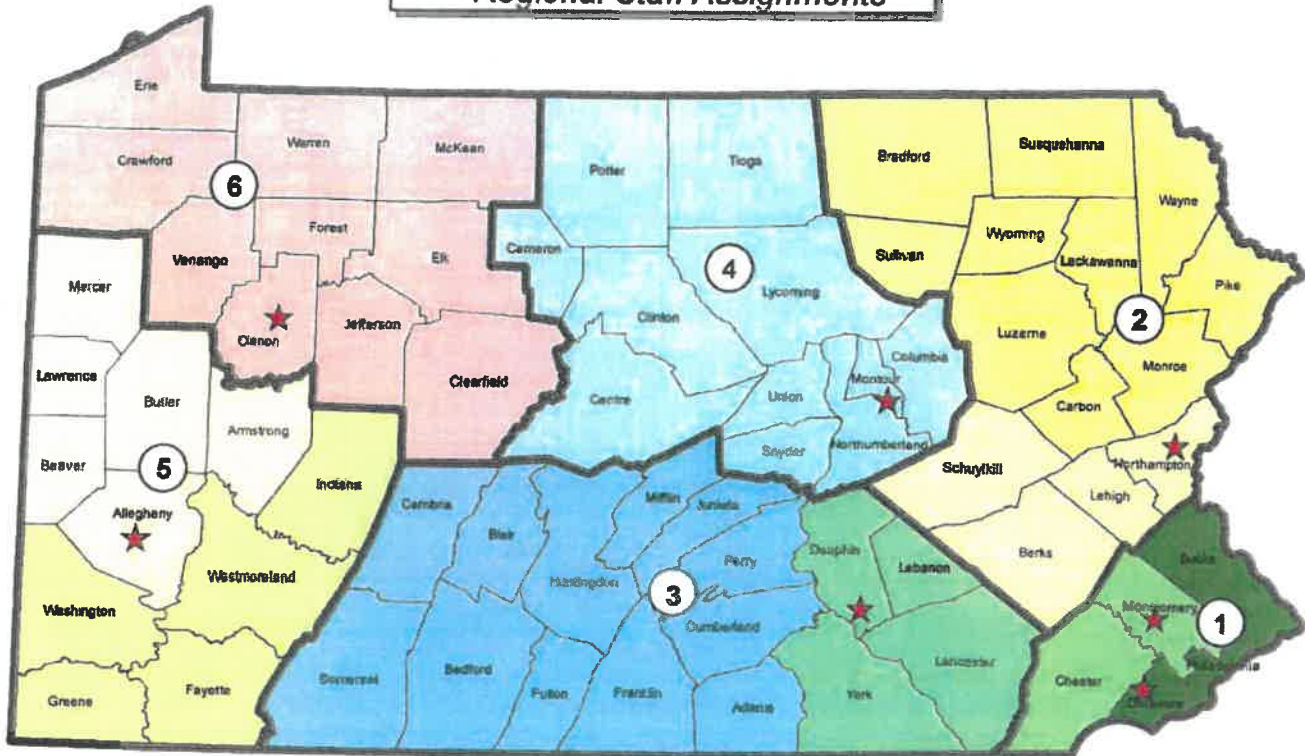 Regional Staff Assignments
Erie
Warren
McKean
Crawford
6
Potter
Tioga
Bradford
Susquehanna
Wayne
Forest
Venango
Elk
Cameron
4
Sullivan
Wyoming
Lackawanna
Mercer
Lycoming
Pike
Clarion
Jefferson
Clinton
Luzerne
2
Lawrence
Butler
Clearfield
Centre
Union
Montour
Columbia
Monroe
Carbon
Armstrong
Snyder
Northumberland
Beaver
5
Indiana
Schuylkill
Northampton
Lehigh
Allegheny
Cambria
Blair
Mifflin
Juniata
Dauphin
Lebanon
Berks
Bucks
Westmoreland
Huntingdon
Perry
3
Washington
Cumberland
Montgomery
1
Philadelphia
Somerset
Bedford
Fulton
Franklin
Adams
York
Lancaster
Chester
Delaware
Greene
Fayette